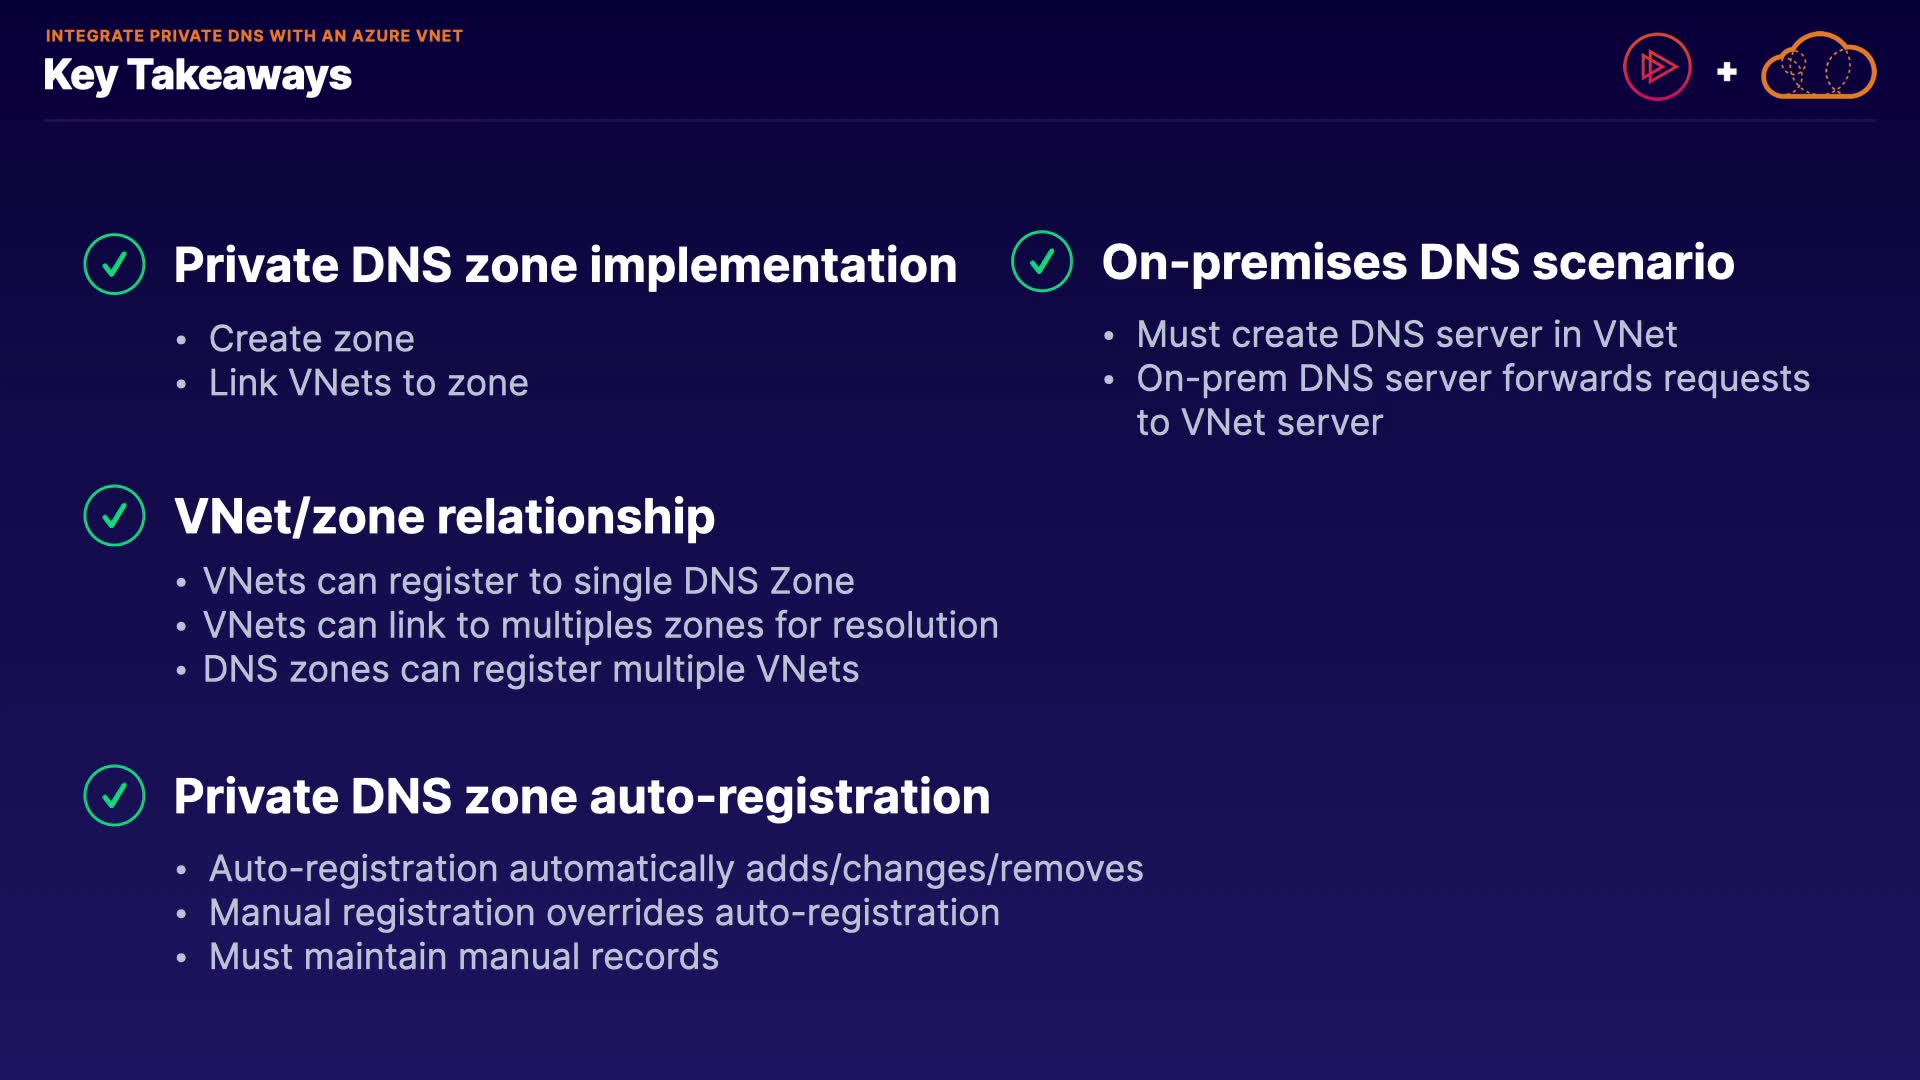 INTEGRATE PRIVATE DNS WITH AN AZURE VNET
Key Takeaways
+
Private DNS zone implementation
• Create zone
• Link VNets to zone
VNet/zone relationship
• VNets can register to single DNS Zone
• VNets can link to multiples zones for resolution
• DNS zones can register multiple VNets
Private DNS zone auto-registration
• Auto-registration automatically adds/changes/removes
• Manual registration overrides auto-registration
• Must maintain manual records
On-premises DNS scenario
• Must create DNS server in VNet
• On-prem DNS server forwards requests
to VNet server